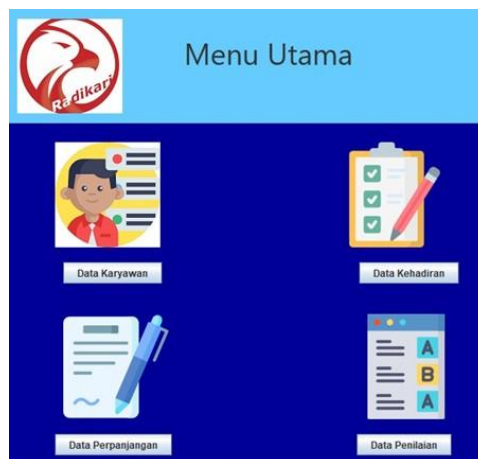 Radikari
Menu Utama
Data Karyawan
Data Kehadiran
A
B
A
Data Perpanjangan
Data Penilaian